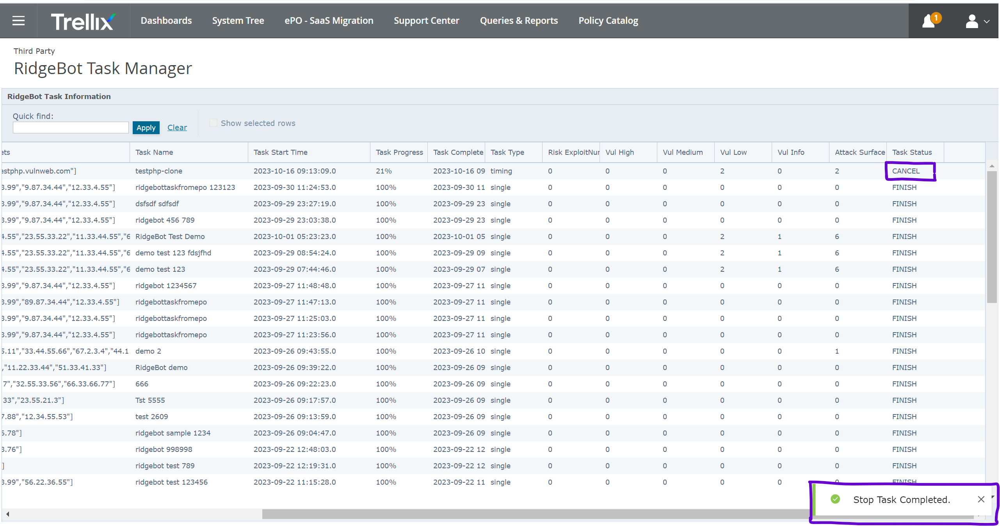 Trellix Dashboards System Tree ePO - SaaS Migration Support Center Queries & Reports Policy Catalog 1
Third Party
RidgeBot Task Manager
RidgeBot Task Information
Quick find:
Apply Clear Show selected rows
ets Task Name Task Start Time Task Progress Task Complete Task Type Risk ExploitNur Vul High Vul Medium Vul Low Vul Info Attack Surface Task Status
estphp.vulnweb.com"] testphp-clone 2023-10-16 09:13:09.0 21% 2023-10-16 09 timing 0 0 0 2 0 2 CANCEL
3.99","9.87.34.44","12.33.4.55"] ridgebottaskfromepo 123123 2023-09-30 11:24:53.0 100% 2023-09-30 11 single 0 0 0 0 0 0 FINISH
3.99","9.87.34.44","12.33.4.55"] dsfsdf sdfsdf 2023-09-29 23:27:19.0 100% 2023-09-29 23 single 0 0 0 0 0 0 FINISH
3.99","9.87.34.44","12.33.4.55"] ridgebot 456 789 2023-09-29 23:03:38.0 100% 2023-09-29 23 single 0 0 0 0 0 0 FINISH
4.55","23.55.33.22","11.33.44.55","6 RidgeBot Test Demo 2023-10-01 05:23:23.0 100% 2023-10-01 05 single 0 0 0 2 1 6 FINISH
4.55","23.55.33.22","11.33.44.55","6 demo test 123 fdsjfhd 2023-09-29 08:54:24.0 100% 2023-09-29 09 single 0 0 0 2 1 6 FINISH
4.55","23.55.33.22","11.33.44.55","6 demo test 123 2023-09-29 07:44:46.0 100% 2023-09-29 07 single 0 0 0 2 1 6 FINISH
3.99","9.87.34.44","12.33.4.55"] ridgebot 1234567 2023-09-27 11:48:48.0 100% 2023-09-27 11 single 0 0 0 0 0 0 FINISH
3.99","89.87.34.44","12.33.4.55"] ridgebottaskfromepo 2023-09-27 11:47:13.0 100% 2023-09-27 11 single 0 0 0 0 0 0 FINISH
3.99","9.87.34.44","12.33.4.55"] ridgebottaskfromepo 2023-09-27 11:25:03.0 100% 2023-09-27 11 single 0 0 0 0 0 0 FINISH
3.99","9.87.34.44","12.33.4.55"] ridgebottaskfromepo 2023-09-27 11:23:56.0 100% 2023-09-27 11 single 0 0 0 0 0 0 FINISH
5.11","33.44.55.66","67.2.3.4","44.1 demo 2 2023-09-26 09:43:55.0 100% 2023-09-26 10 single 0 0 0 0 0 1 FINISH
,"11.22.33.44","51.33.41.33"] RidgeBot demo 2023-09-26 09:39:22.0 100% 2023-09-26 09 single 0 0 0 0 0 0 FINISH
7","32.55.33.56","66.33.66.77"] 666 2023-09-26 09:22:23.0 100% 2023-09-26 09 single 0 0 0 0 0 0 FINISH
33","23.55.21.3"] Tst 5555 2023-09-26 09:17:57.0 100% 2023-09-26 09 single 0 0 0 0 0 0 FINISH
7.88","12.34.55.53"] test 2609 2023-09-26 09:13:59.0 100% 2023-09-26 09 single 0 0 0 0 0 0 FINISH
5.78"] ridgebot sample 1234 2023-09-26 09:04:47.0 100% 2023-09-26 09 single 0 0 0 0 0 0 FINISH
3.76"] ridgebot 998998 2023-09-22 12:48:03.0 100% 2023-09-22 12 single 0 0 0 0 0 0 FINISH
] ridgebot test 789 2023-09-22 12:19:31.0 100% 2023-09-22 12 single 0 0 0 0 0 0 FINISH
3.99","56.22.36.55"] ridgebot test 123456 2023-09-22 11:15:28.0 100% 2023-09-22 11 single 0 0 0 0 0 0 FINISH
Stop Task Completed.